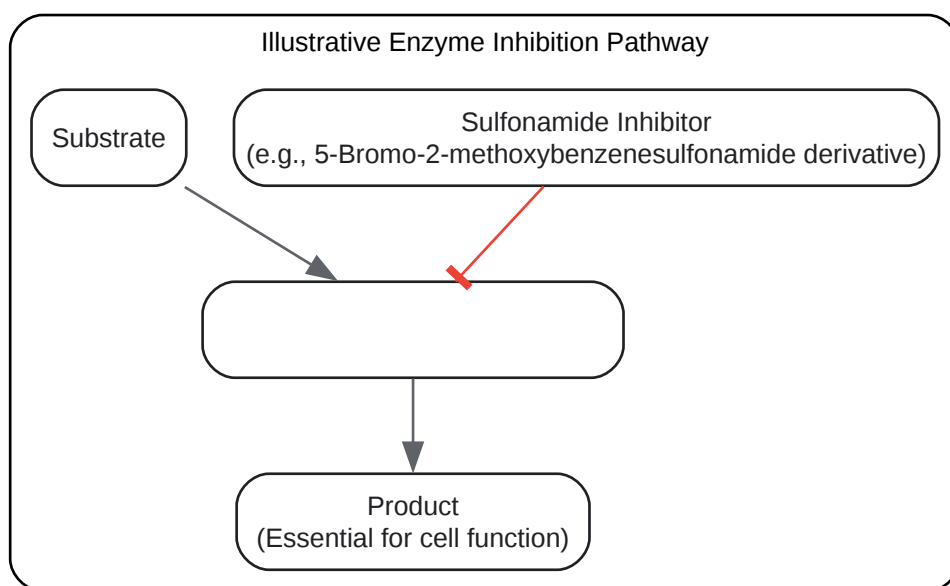 Illustrative Enzyme Inhibition Pathway
Substrate
Sulfonamide Inhibitor
(e.g., 5-Bromo-2-methoxybenzenesulfonamide derivative)
Product
(Essential for cell function)